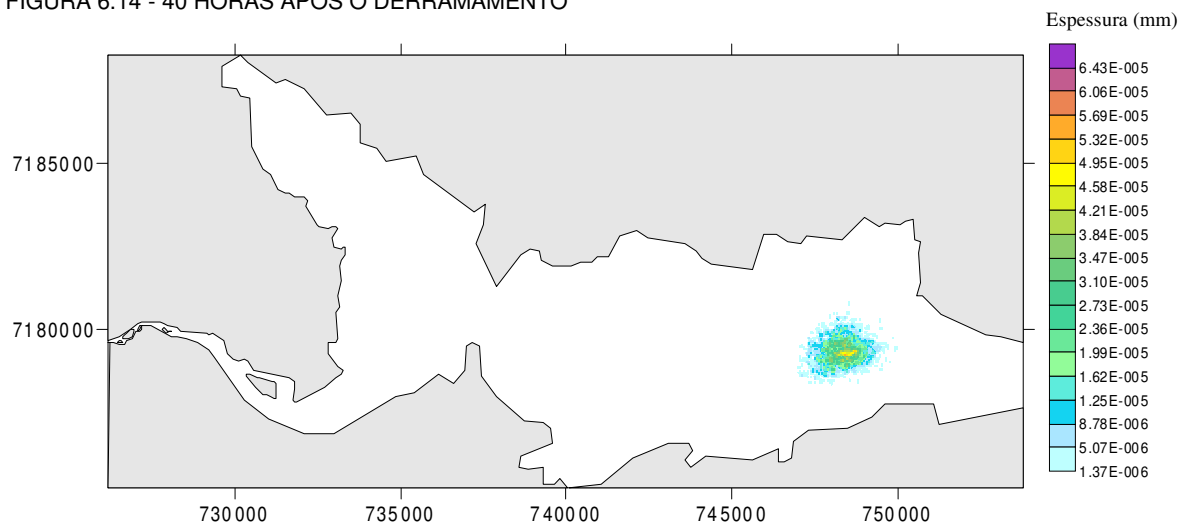 FIGURA 6.14 - 40 HORAS APÓS O DERRAMAMENTO
Espessura (mm)
6.43E-005
6.06E-005
5.69E-005
5.32E-005
4.95E-005
4.58E-005
4.21E-005
3.84E-005
3.47E-005
3.10E-005
2.73E-005
2.36E-005
1.99E-005
1.62E-005
1.25E-005
8.78E-006
5.07E-006
1.37E-006
7185000
7180000
730000 735000 740000 745000 750000